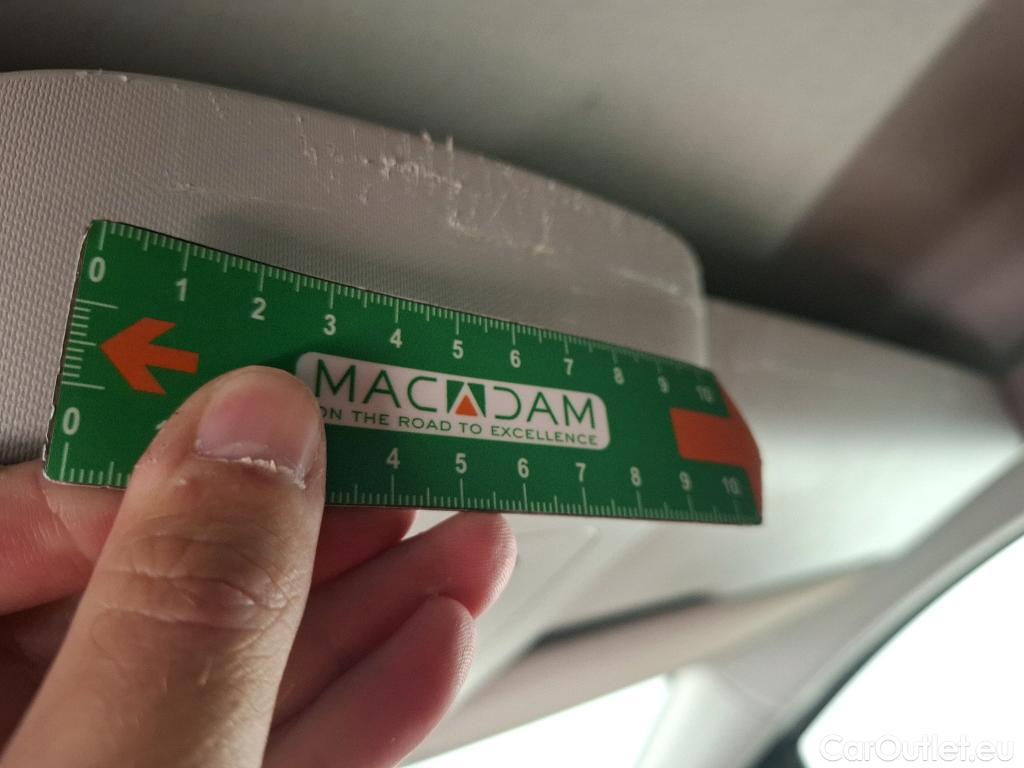 0 1 2 3 4 5 6 7 8 9 10
MACADAM
ON THE ROAD TO EXCELLENCE
0 4 5 6 7 8 9 10
CarOutlet.eu